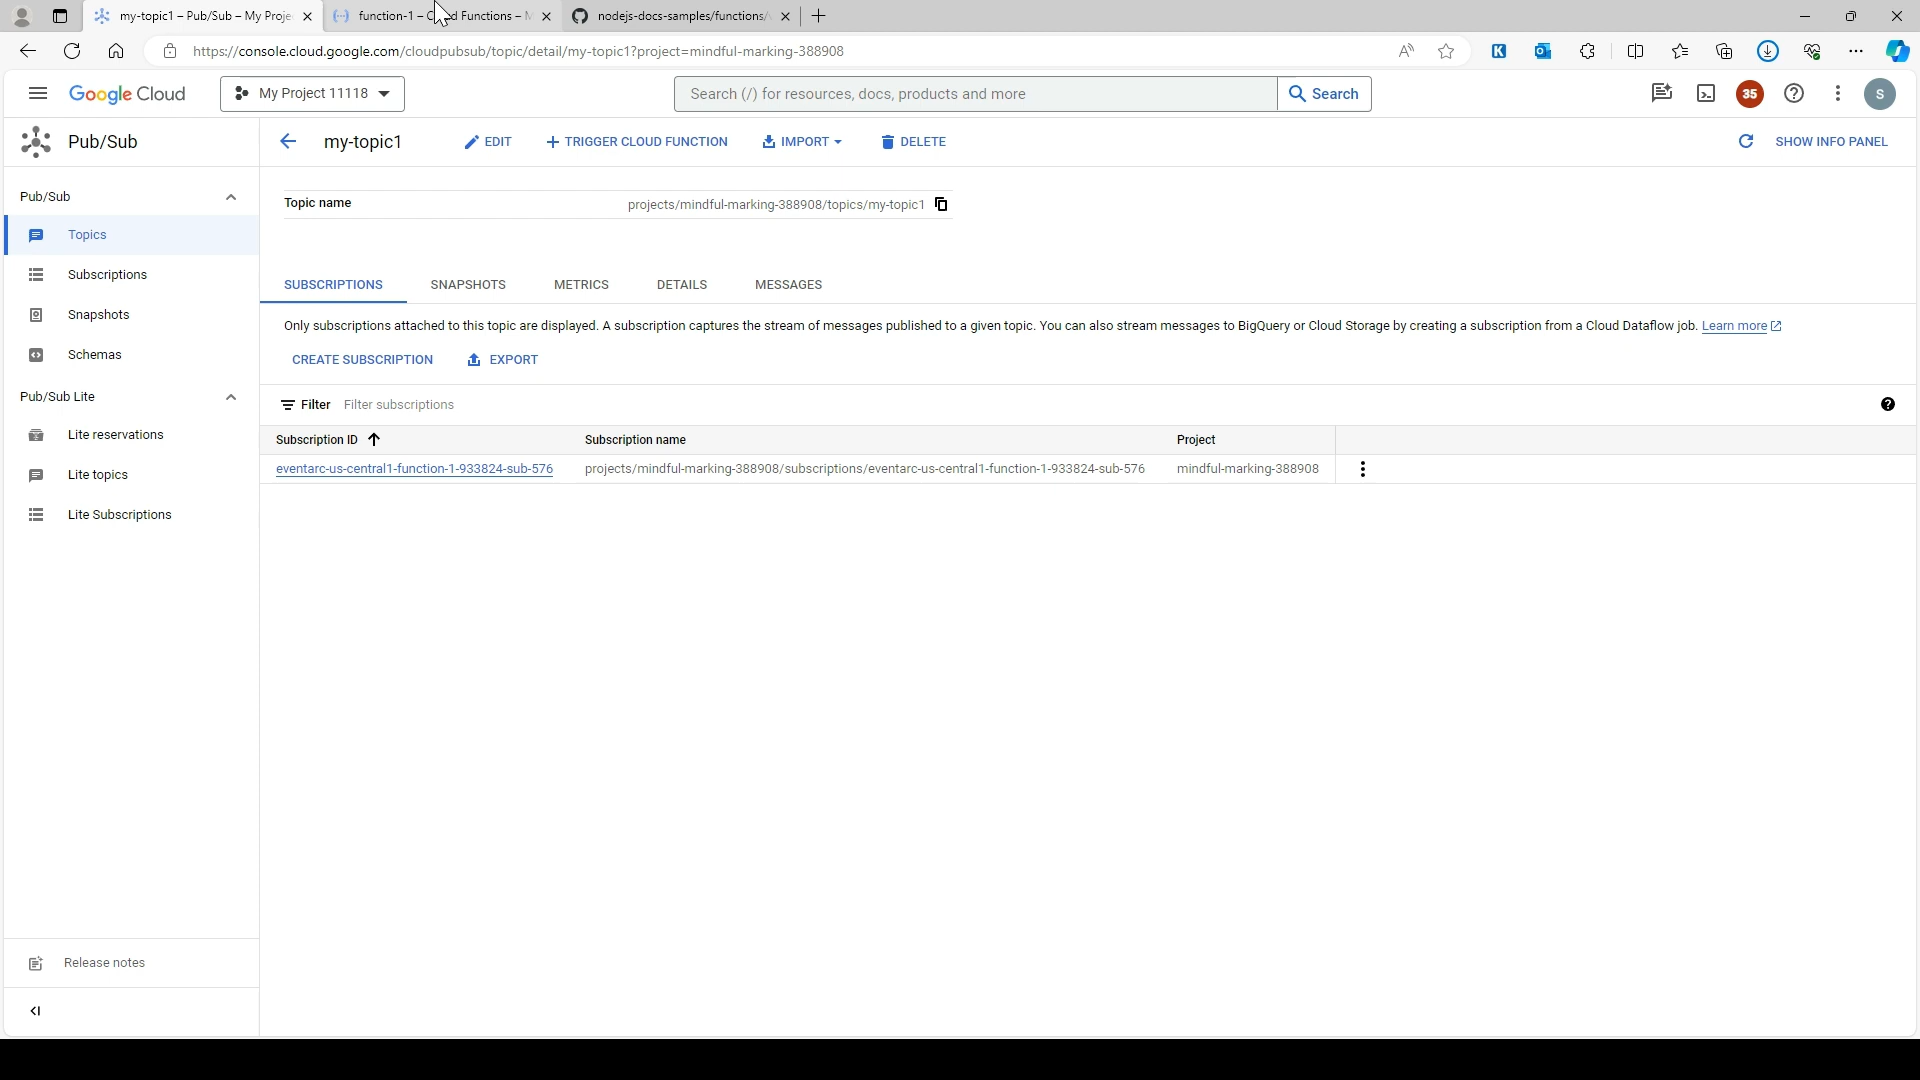 my-topic1 – Pub/Sub – My Proje
function-1 – C d Functions – M
nodejs-docs-samples/functions/
https://console.cloud.google.com/cloudpubsub/topic/detail/my-topic1?project=mindful-marking-388908
Google Cloud
My Project 11118
Search (/) for resources, docs, products and more
Search
35
S
Pub/Sub
my-topic1
EDIT
TRIGGER CLOUD FUNCTION
IMPORT
DELETE
SHOW INFO PANEL
Pub/Sub
Topics
Subscriptions
Snapshots
Schemas
Pub/Sub Lite
Lite reservations
Lite topics
Lite Subscriptions
Release notes
Topic name
projects/mindful-marking-388908/topics/my-topic1
SUBSCRIPTIONS
SNAPSHOTS
METRICS
DETAILS
MESSAGES
Only subscriptions attached to this topic are displayed. A subscription captures the stream of messages published to a given topic. You can also stream messages to BigQuery or Cloud Storage by creating a subscription from a Cloud Dataflow job. Learn more
CREATE SUBSCRIPTION
EXPORT
Filter
Filter subscriptions
Subscription ID
Subscription name
Project
eventarc-us-central1-function-1-933824-sub-576
projects/mindful-marking-388908/subscriptions/eventarc-us-central1-function-1-933824-sub-576
mindful-marking-388908